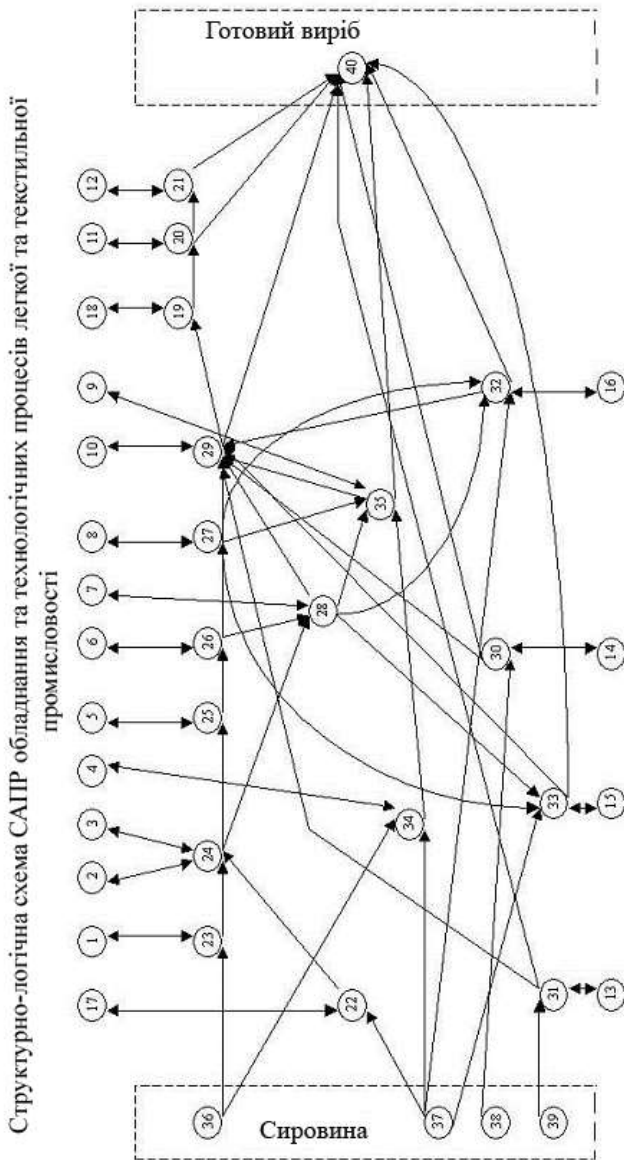 Структурно-логічна схема САПР обладнання та технологічних процесів легкої та текстильної
промисловості
17 1 2 3 4 5 6 7 8 10 9 18 11 12
19 20 21
36 23 24 25 26 27 29
28
22
35
34
37
38 30 32
39 31 33
13 15 14 16
40
Сировина
Готовий виріб